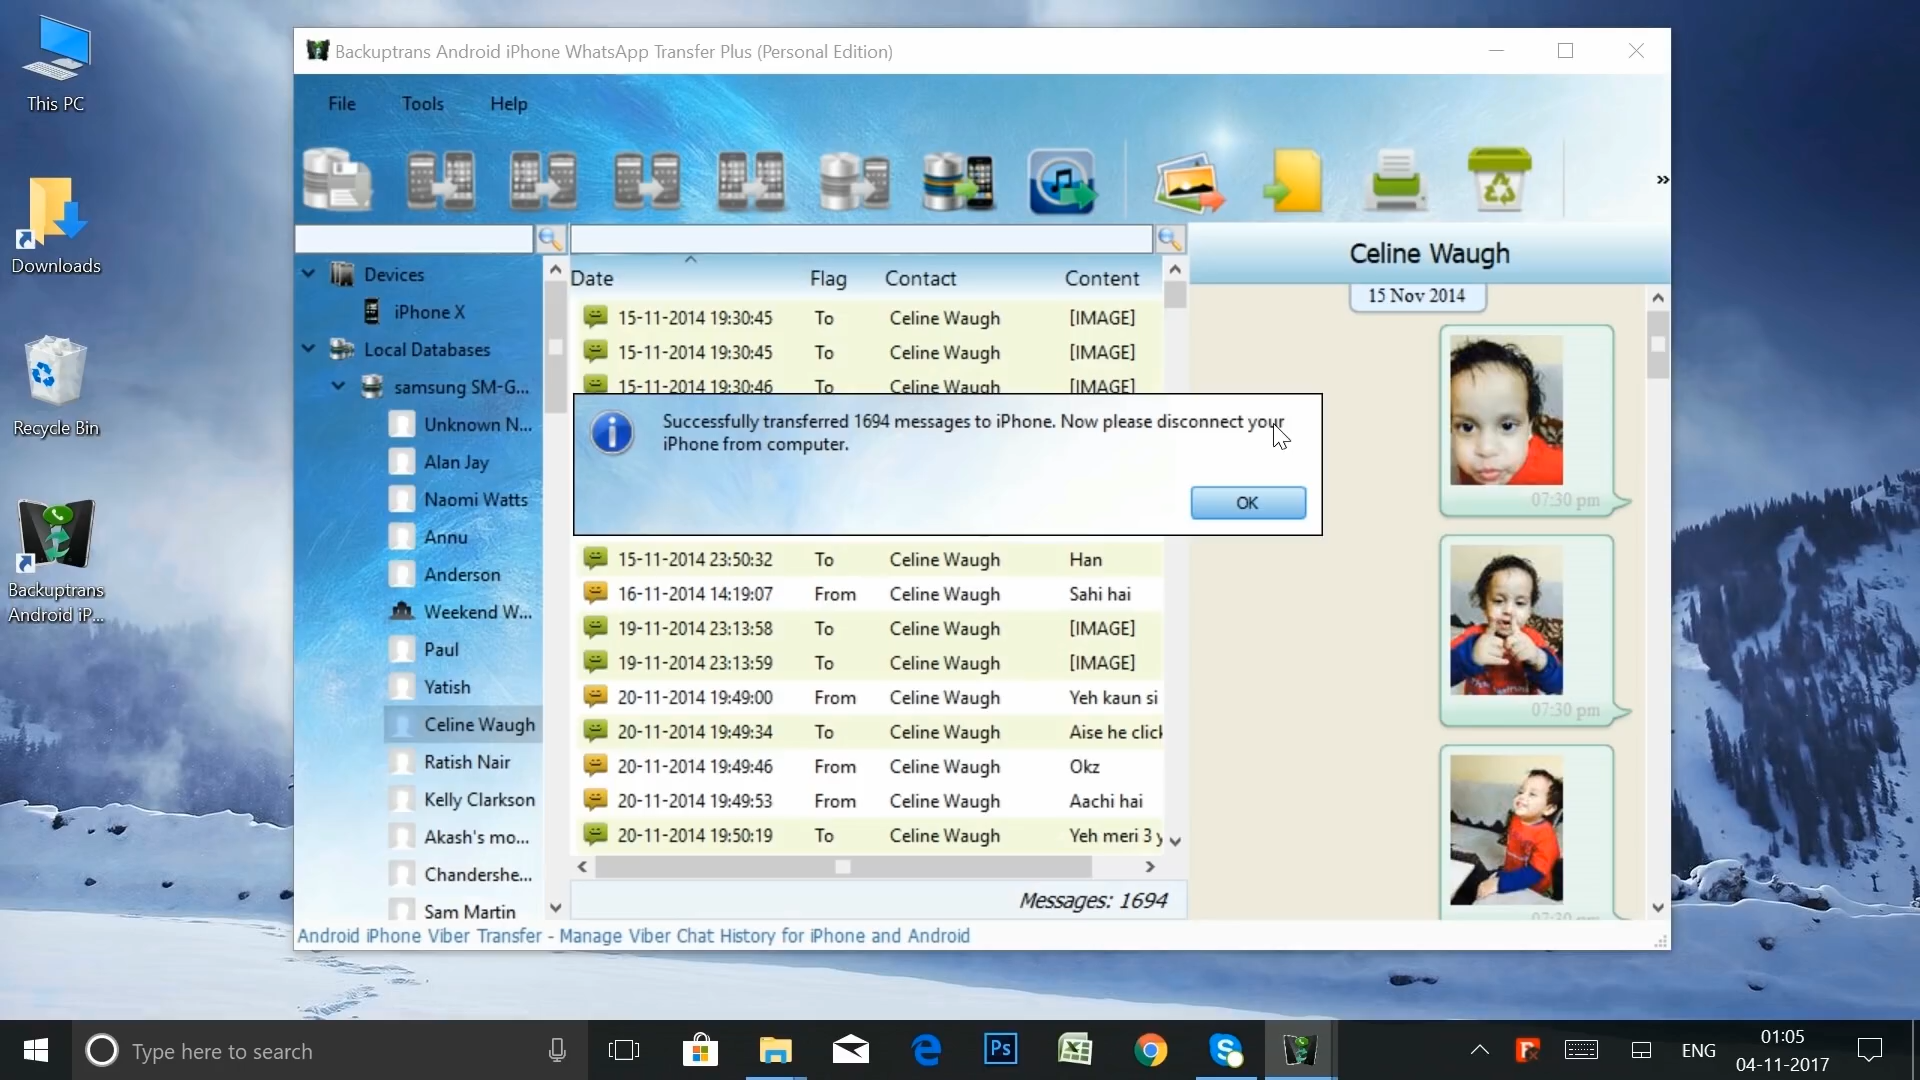 This PC
Downloads
Recycle Bin
Backuptrans
Android iP...
Backuptrans Android iPhone WhatsApp Transfer Plus (Personal Edition)
File Tools Help
»
Devices
iPhone X
Local Databases
samsung SM-G...
Unknown N...
Alan Jay
Naomi Watts
Annu
Anderson
Weekend W...
Paul
Yatish
Celine Waugh
Ratish Nair
Kelly Clarkson
Akash's mo...
Chandershe...
Sam Martin
Date Flag Contact Content
15-11-2014 19:30:45 To Celine Waugh [IMAGE]
15-11-2014 19:30:45 To Celine Waugh [IMAGE]
15-11-2014 19:30:46 To Celine Waugh [IMAGE]
Successfully transferred 1694 messages to iPhone. Now please disconnect your
iPhone from computer.
OK
15-11-2014 23:50:32 To Celine Waugh Han
16-11-2014 14:19:07 From Celine Waugh Sahi hai
19-11-2014 23:13:58 To Celine Waugh [IMAGE]
19-11-2014 23:13:59 To Celine Waugh [IMAGE]
20-11-2014 19:49:00 From Celine Waugh Yeh kaun si
20-11-2014 19:49:34 To Celine Waugh Aise he click
20-11-2014 19:49:46 From Celine Waugh Okz
20-11-2014 19:49:53 From Celine Waugh Aachi hai
20-11-2014 19:50:19 To Celine Waugh Yeh meri 3 y
Messages: 1694
Celine Waugh
15 Nov 2014
07:30 pm
07:30 pm
07:30 pm
Android iPhone Viber Transfer - Manage Viber Chat History for iPhone and Android
Type here to search
Ps
ENG
01:05
04-11-2017